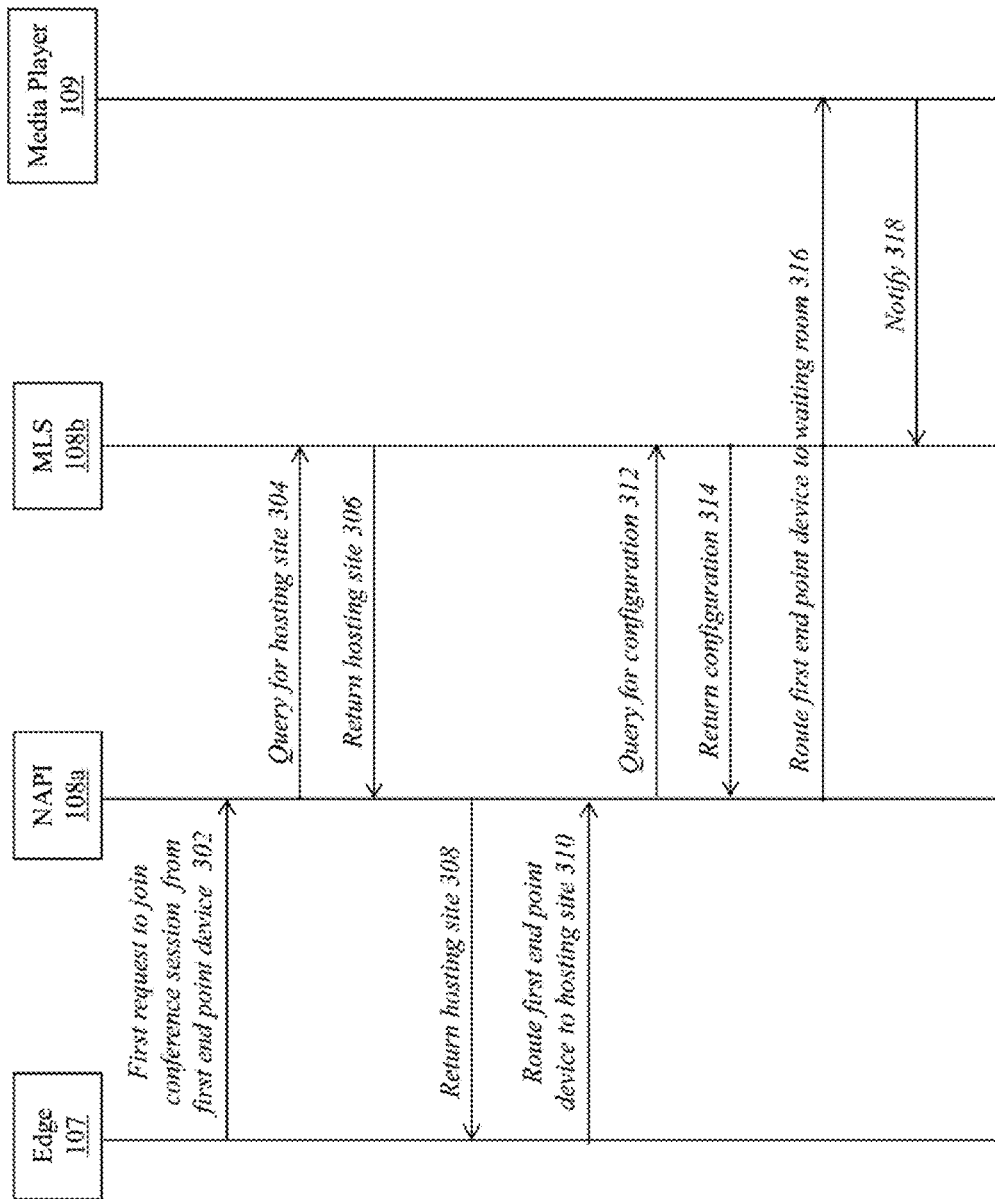 Edge
107
NAPI
108a
MLS
108b
Media Player
109
First request to join
conference session from
first end point device 302
Query for hosting site 304
Return hosting site 306
Return hosting site 308
Route first end point
device to hosting site 310
Query for configuration 312
Return configuration 314
Route first end point device to waiting room 316
Notify 318